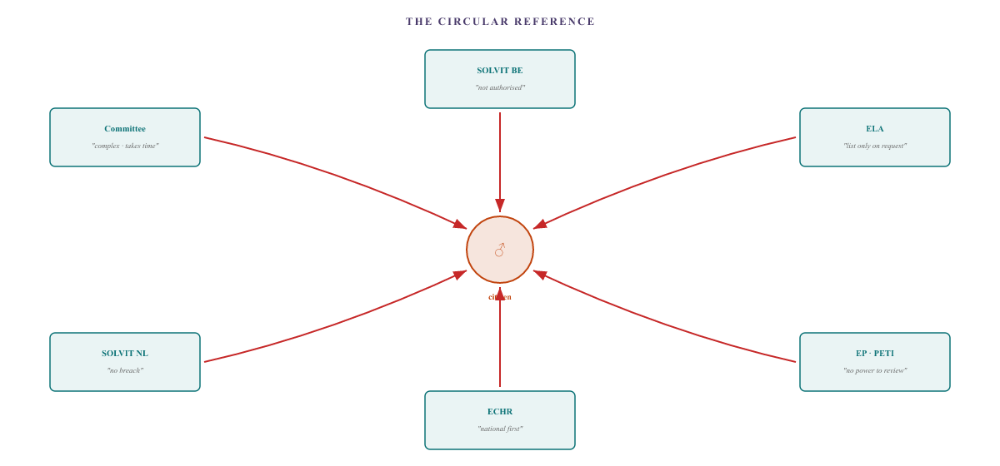 THE CIRCULAR REFERENCE
SOLVIT BE
"not authorised"
Committee
"complex · takes time"
ELA
"list only on request"
♂
citizen
SOLVIT NL
"no breach"
EP · PETI
"no power to review"
ECHR
"national first"